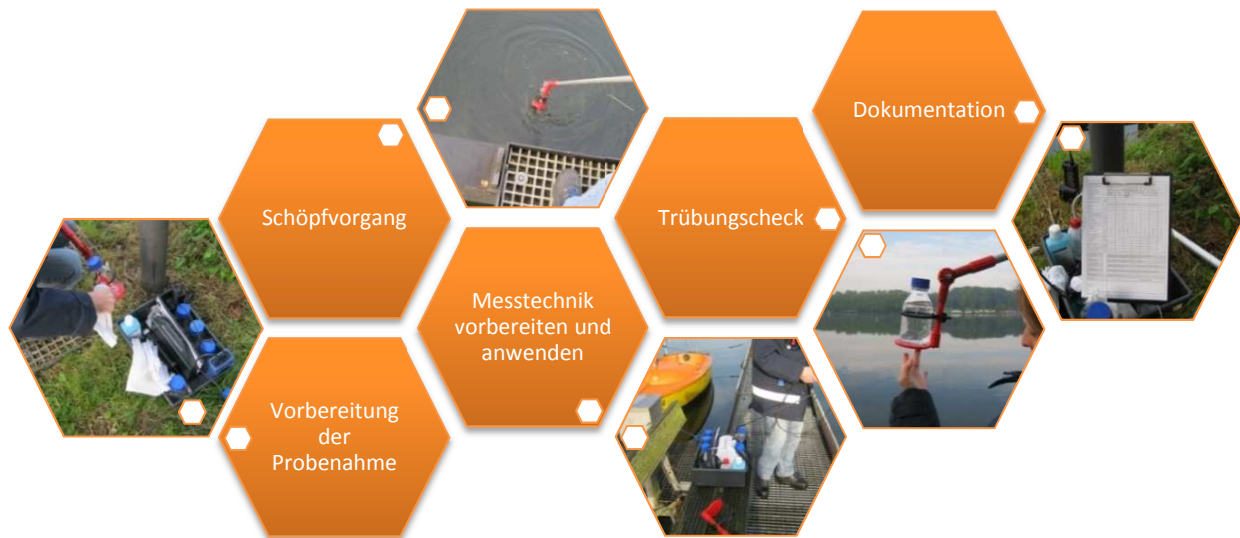 Dokumentation
Schöpfvorgang
Trübungscheck
Messtechnik
vorbereiten und
anwenden
Vorbereitung
der
Probenahme